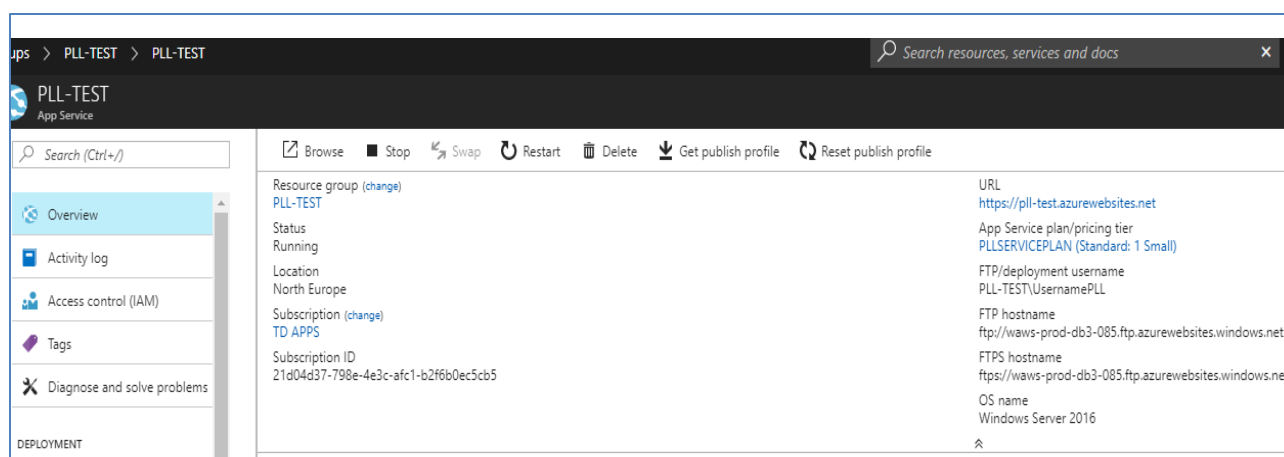 ups > PLL-TEST > PLL-TEST
Search resources, services and docs x
PLL-TEST
App Service
Search (Ctrl+/)
Browse Stop Swap Restart Delete Get publish profile Reset publish profile
Overview
Activity log
Access control (IAM)
Tags
Diagnose and solve problems
DEPLOYMENT
Resource group (change)
PLL-TEST
Status
Running
Location
North Europe
Subscription (change)
TD APPS
Subscription ID
21d04d37-798e-4e3c-afc1-b2f6b0ec5cb5
URL
https://pll-test.azurewebsites.net
App Service plan/pricing tier
PLLSERVICEPLAN (Standard: 1 Small)
FTP/deployment username
PLL-TEST\UsernamePLL
FTP hostname
ftp://waws-prod-db3-085.ftp.azurewebsites.windows.net
FTPS hostname
ftps://waws-prod-db3-085.ftp.azurewebsites.windows.ne
OS name
Windows Server 2016